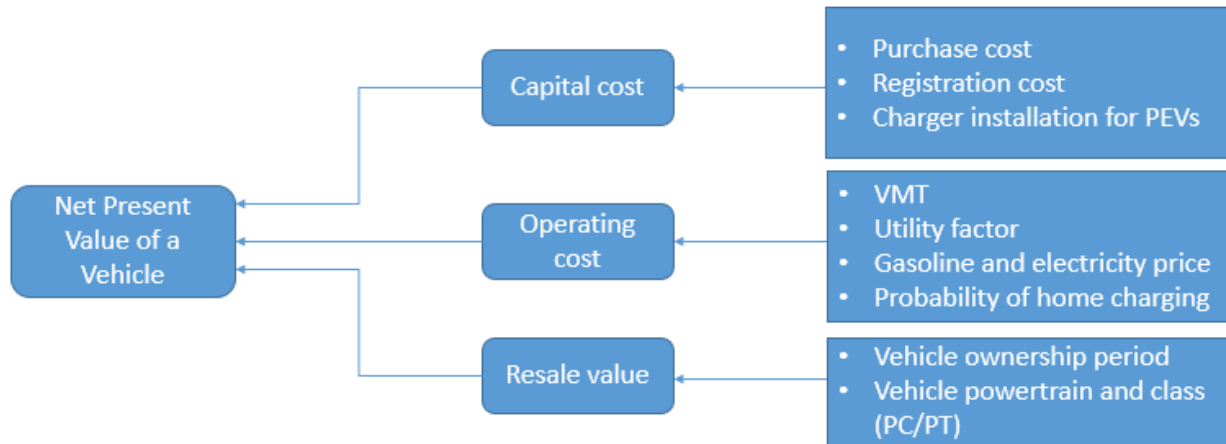 Net Present
Value of a
Vehicle
Capital cost
• Purchase cost
• Registration cost
• Charger installation for PEVs
Operating
cost
• VMT
• Utility factor
• Gasoline and electricity price
• Probability of home charging
Resale value
• Vehicle ownership period
• Vehicle powertrain and class
(PC/PT)